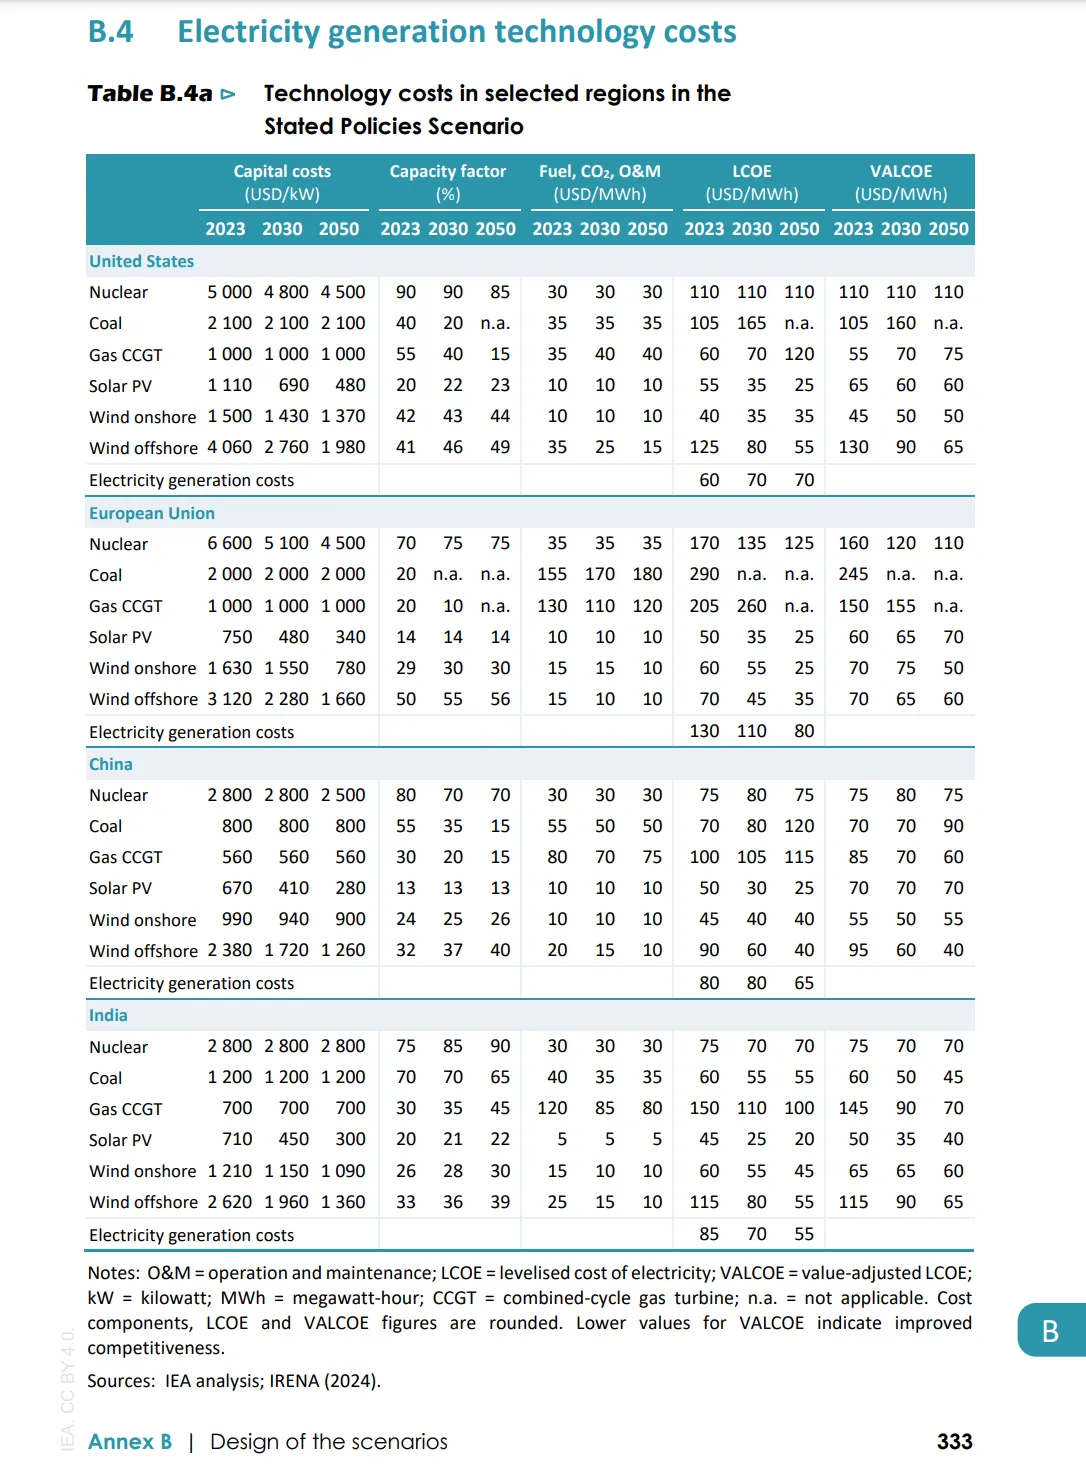 B.4 Electricity generation technology costs
Table B.4a ⊳ Technology costs in selected regions in the
Stated Policies Scenario
Capital costs Capacity factor Fuel, CO₂, O&M LCOE VALCOE
(USD/kW) (%) (USD/MWh) (USD/MWh) (USD/MWh)
2023 2030 2050 2023 2030 2050 2023 2030 2050 2023 2030 2050 2023 2030 2050
United States
Nuclear 5 000 4 800 4 500 90 90 85 30 30 30 110 110 110 110 110 110
Coal 2 100 2 100 2 100 40 20 n.a. 35 35 35 105 165 n.a. 105 160 n.a.
Gas CCGT 1 000 1 000 1 000 55 40 15 35 40 40 60 70 120 55 70 75
Solar PV 1 110 690 480 20 22 23 10 10 10 55 35 25 65 60 60
Wind onshore 1 500 1 430 1 370 42 43 44 10 10 10 40 35 35 45 50 50
Wind offshore 4 060 2 760 1 980 41 46 49 35 25 15 125 80 55 130 90 65
Electricity generation costs 60 70 70
European Union
Nuclear 6 600 5 100 4 500 70 75 75 35 35 35 170 135 125 160 120 110
Coal 2 000 2 000 2 000 20 n.a. n.a. 155 170 180 290 n.a. n.a. 245 n.a. n.a.
Gas CCGT 1 000 1 000 1 000 20 10 n.a. 130 110 120 205 260 n.a. 150 155 n.a.
Solar PV 750 480 340 14 14 14 10 10 10 50 35 25 60 65 70
Wind onshore 1 630 1 550 780 29 30 30 15 15 10 60 55 25 70 75 50
Wind offshore 3 120 2 280 1 660 50 55 56 15 10 10 70 45 35 70 65 60
Electricity generation costs 130 110 80
China
Nuclear 2 800 2 800 2 500 80 70 70 30 30 30 75 80 75 75 80 75
Coal 800 800 800 55 35 15 55 50 50 70 80 120 70 70 90
Gas CCGT 560 560 560 30 20 15 80 70 75 100 105 115 85 70 60
Solar PV 670 410 280 13 13 13 10 10 10 50 30 25 70 70 70
Wind onshore 990 940 900 24 25 26 10 10 10 45 40 40 55 50 55
Wind offshore 2 380 1 720 1 260 32 37 40 20 15 10 90 60 40 95 60 40
Electricity generation costs 80 80 65
India
Nuclear 2 800 2 800 2 800 75 85 90 30 30 30 75 70 70 75 70 70
Coal 1 200 1 200 1 200 70 70 65 40 35 35 60 55 55 60 50 45
Gas CCGT 700 700 700 30 35 45 120 85 80 150 110 100 145 90 70
Solar PV 710 450 300 20 21 22 5 5 5 45 25 20 50 35 40
Wind onshore 1 210 1 150 1 090 26 28 30 15 10 10 60 55 45 65 65 60
Wind offshore 2 620 1 960 1 360 33 36 39 25 15 10 115 80 55 115 90 65
Electricity generation costs 85 70 55
Notes: O&M = operation and maintenance; LCOE = levelised cost of electricity; VALCOE = value-adjusted LCOE;
kW = kilowatt; MWh = megawatt-hour; CCGT = combined-cycle gas turbine; n.a. = not applicable. Cost
components, LCOE and VALCOE figures are rounded. Lower values for VALCOE indicate improved
competitiveness.
Sources: IEA analysis; IRENA (2024).
B
IEA. CC BY 4.0.
Annex B | Design of the scenarios 333